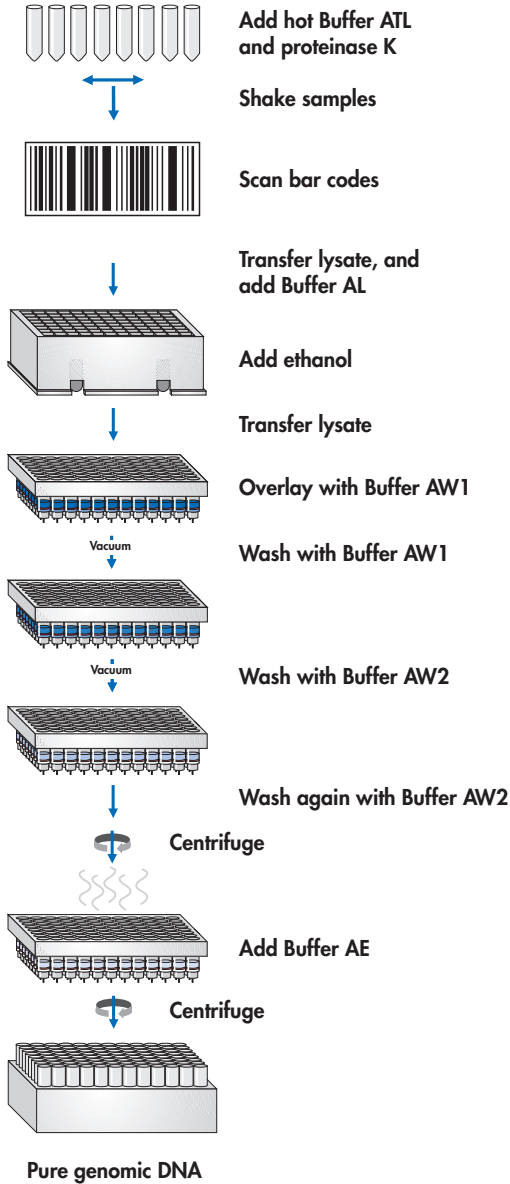 Add hot Buffer ATL
and proteinase K
Shake samples
Scan bar codes
Transfer lysate, and
add Buffer AL
Add ethanol
Transfer lysate
Overlay with Buffer AW1
Vacuum
Wash with Buffer AW1
Vacuum
Wash with Buffer AW2
Wash again with Buffer AW2
Centrifuge
Add Buffer AE
Centrifuge
Pure genomic DNA